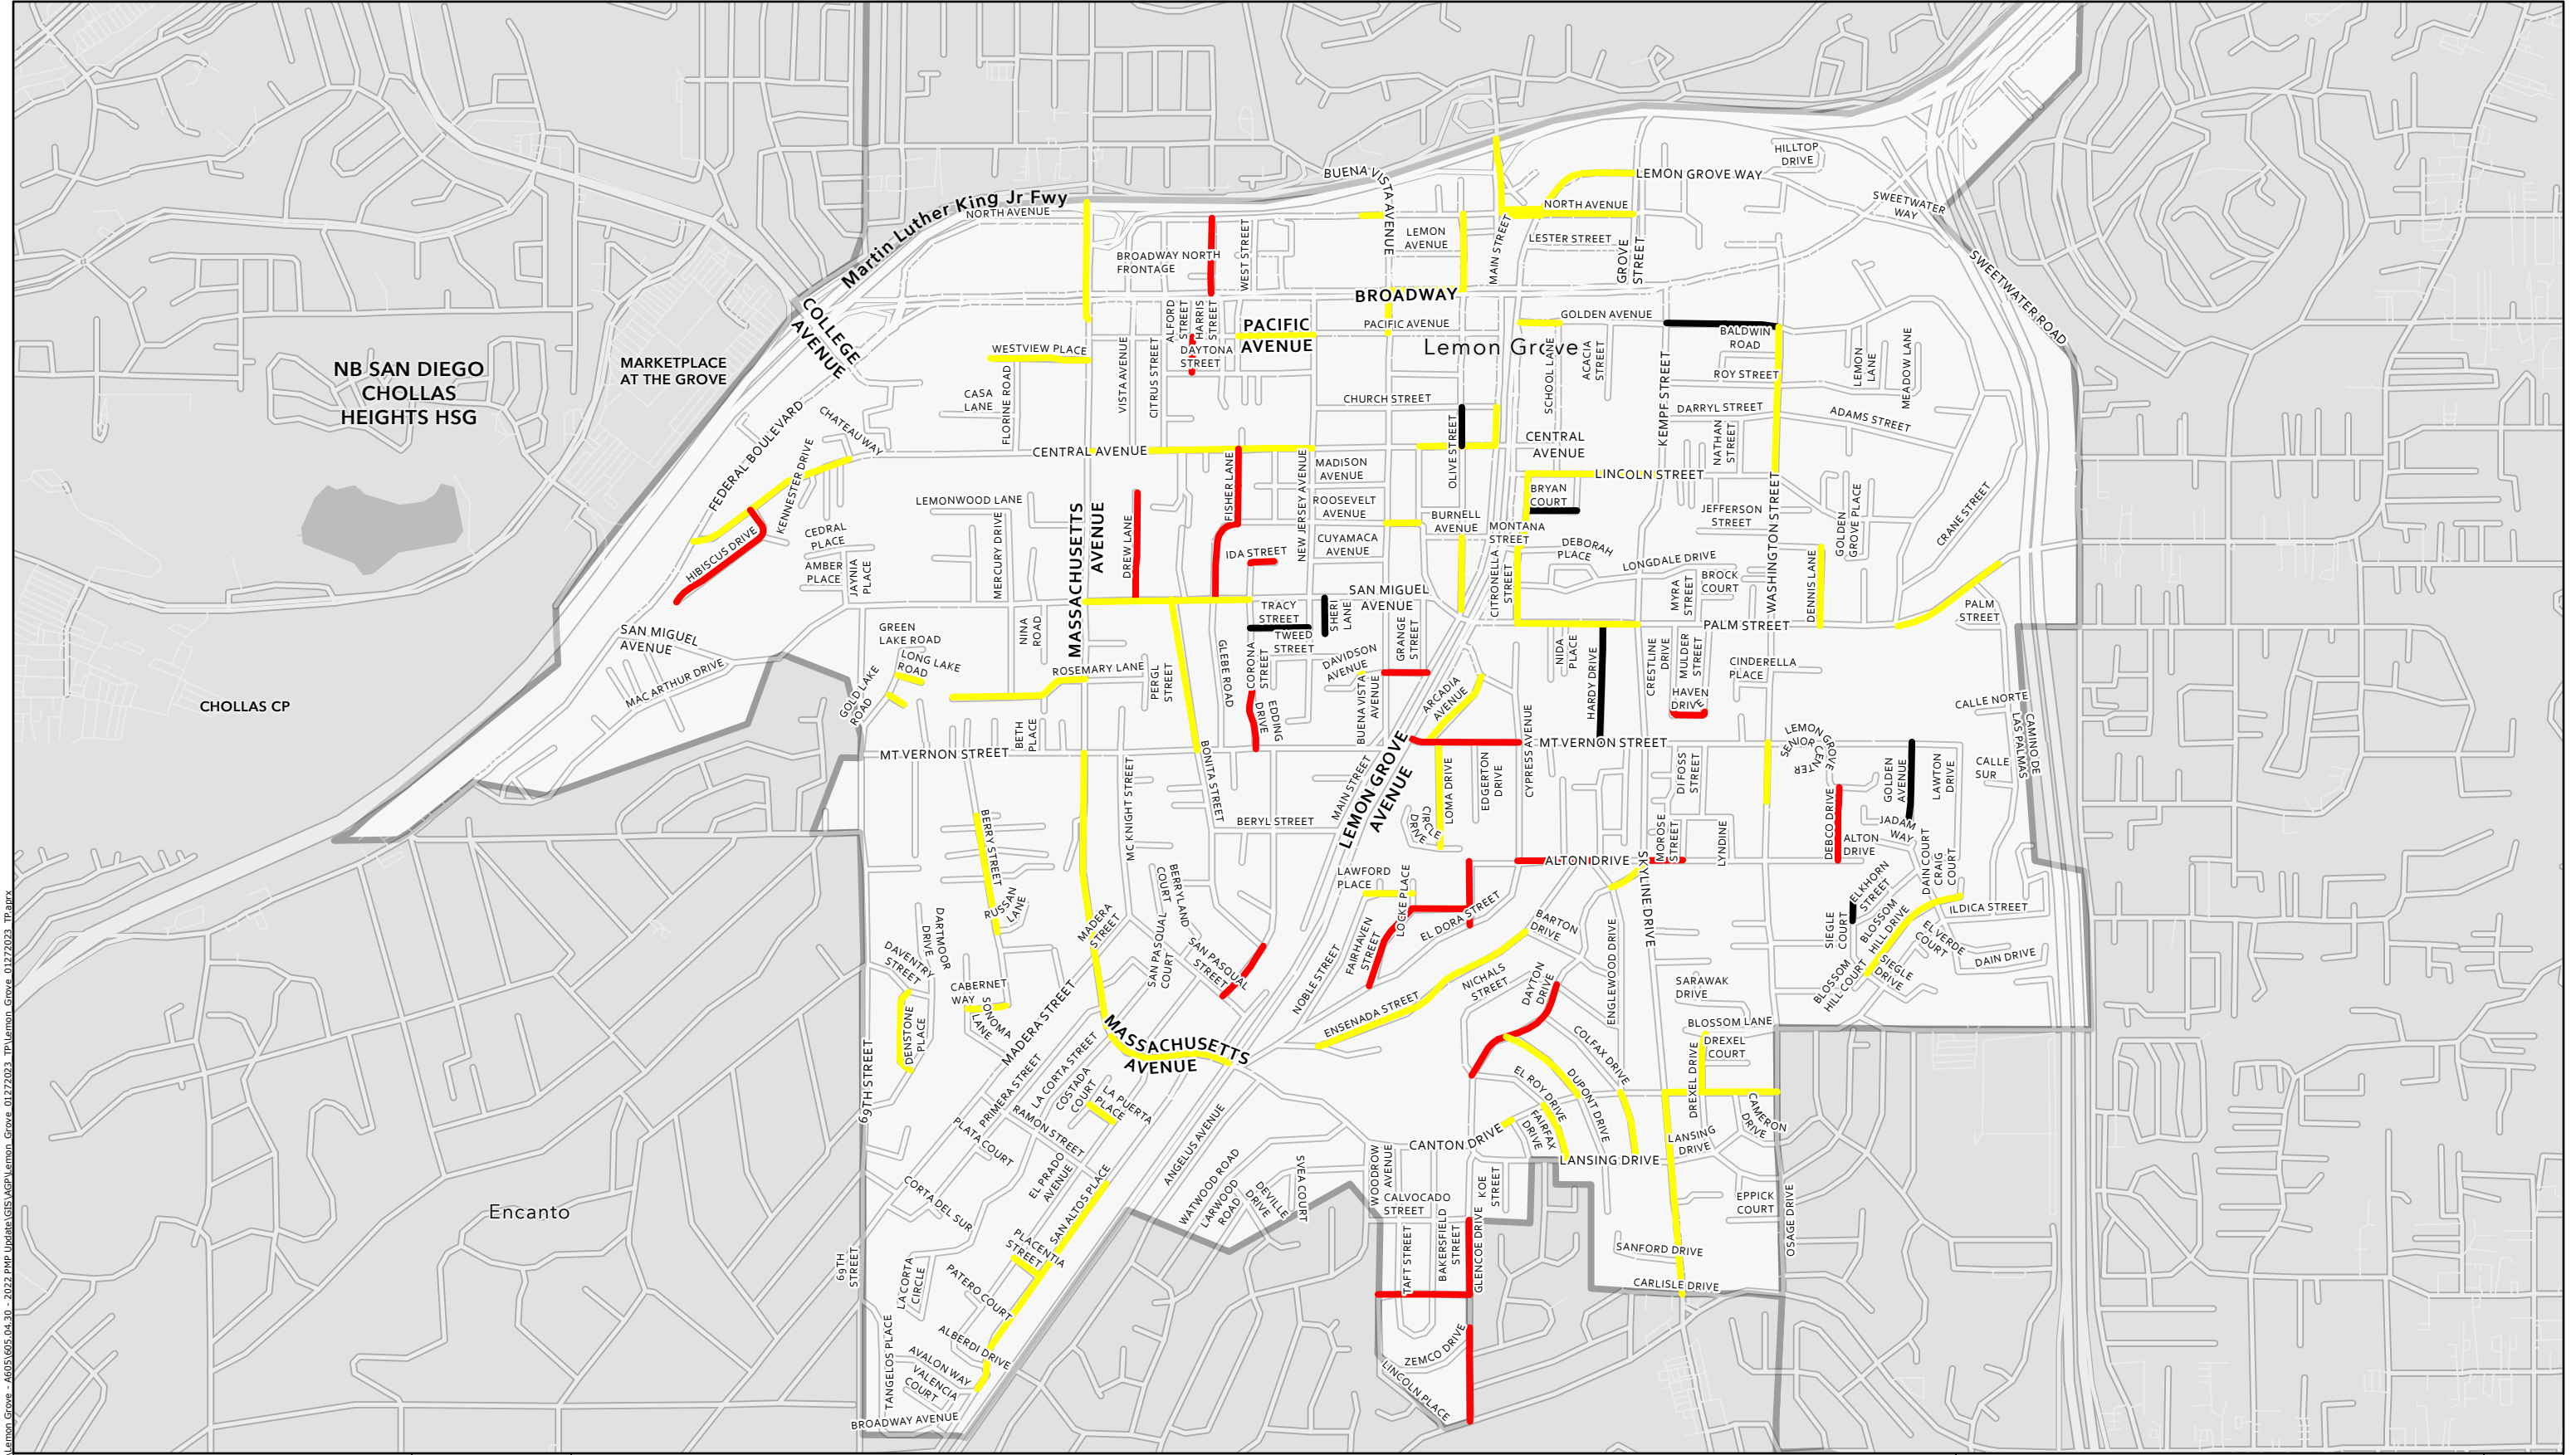 HILLTOP
DRIVE
BUENA VISTA AVENUE
LEMON GROVE WAY
Martin Luther King Jr Fwy
NORTH AVENUE
NORTH AVENUE
SWEETWATER
WAY
LEMON
AVENUE
MAIN STREET
LESTER STREET
GROVE
STREET
WEST STREET
BROADWAY NORTH
FRONTAGE
SWEETWATER ROAD
BROADWAY
COLLEGE
AVENUE
ALFORD
STREET
HARRIS
STREET
PACIFIC
AVENUE
PACIFIC AVENUE
GOLDEN AVENUE
BALDWIN
ROAD
Lemon Grove
WESTVIEW PLACE
DAYTONA
STREET
NB SAN DIEGO
CHOLLAS
HEIGHTS HSG
MARKETPLACE
AT THE GROVE
VISTA AVENUE
CITRUS STREET
SCHOOL LANE
ACACIA
STREET
KEMPF STREET
ROY STREET
LEMON
LANE
MEADOW LANE
CASA
LANE
FLORINE ROAD
CHURCH STREET
DARRYL STREET
ADAMS STREET
FEDERAL BOULEVARD
CHATEAU WAY
KENNESTER DRIVE
CENTRAL AVENUE
OLIVE STREET
CENTRAL
AVENUE
NATHAN
STREET
MADISON
AVENUE
LINCOLN STREET
FISHER LANE
NEW JERSEY AVENUE
BRYAN
COURT
LEMONWOOD LANE
ROOSEVELT
AVENUE
MASSACHUSETTS
AVENUE
BURNELL
AVENUE
MONTANA
STREET
JEFFERSON
STREET
WASHINGTON STREET
GOLDEN
GROVE PLACE
CRANE STREET
CEDRAL
PLACE
MERCURY DRIVE
DREW LANE
CUYAMACA
AVENUE
DEBORAH
PLACE
HIBISCUS DRIVE
IDA STREET
LONGDALE DRIVE
AMBER
PLACE
JAYNIA
PLACE
CITRONELLA
STREET
MYRA
STREET
BROCK
COURT
DENNIS LANE
SAN MIGUEL
AVENUE
TRACY
STREET
SHERI
LANE
PALM
STREET
PALM STREET
SAN MIGUEL
AVENUE
GREEN
LAKE ROAD
NINA
ROAD
TWEED
STREET
GRANGE
STREET
LONG LAKE
ROAD
ROSEMARY LANE
PERGL
STREET
GLEBE ROAD
CORONA
STREET
DAVIDSON
AVENUE
NIDA
PLACE
HARDY DRIVE
CRESTLINE
DRIVE
MULDER
STREET
CINDERELLA
PLACE
MAC ARTHUR DRIVE
GOLD LAKE
ROAD
EDDING
DRIVE
BUENA VISTA
AVENUE
ARCADIA
AVENUE
HAVEN
DRIVE
CALLE NORTE
CHOLLAS CP
CAMINO DE
LAS PALMAS
BETH
PLACE
MT VERNON STREET
CYPRESS AVENUE
MT VERNON STREET
LEMON GROVE
SENIOR CENTER
BONITA STREET
MC KNIGHT STREET
MAIN STREET
LEMON GROVE
AVENUE
LOMA DRIVE
EDGERTON
DRIVE
DI FOSS
STREET
GOLDEN
AVENUE
LAWTON
DRIVE
CALLE
SUR
BERRY STREET
BERYL STREET
CIRCLE
DRIVE
MOROSE
STREET
LYNDINE
DEBCO DRIVE
JADAM
WAY
ALTON
DRIVE
ALTON DRIVE
SKYLINE DRIVE
DAIN COURT
CRAIG
COURT
LAWFORD
PLACE
LOCKE PLACE
BERRYLAND
COURT
ELKHORN
STREET
RUSSAN
LANE
MADERA
STREET
EL DORA STREET
BARTON
DRIVE
ILDICA STREET
DARTMOOR
DRIVE
SAN PASQUAL
COURT
SAN PASQUAL
STREET
FAIRHAVEN
STREET
ENGLEWOOD DRIVE
SIEGLE
COURT
BLOSSOM
HILL DRIVE
EL VERDE
COURT
DAVENTRY
STREET
DAIN DRIVE
NOBLE STREET
NICHALS
STREET
DAYTON
DRIVE
SARAWAK
DRIVE
BLOSSOM
HILL COURT
SIEGLE
DRIVE
CABERNET
WAY
SONOMA
LANE
MADERA STREET
ENSENADA STREET
DENSTONE
PLACE
MASSACHUSETTS
AVENUE
COLFAX DRIVE
BLOSSOM LANE
DREXEL
COURT
DREXEL DRIVE
69TH STREET
PRIMERA STREET
LA CORTA STREET
COSTADA
COURT
LA PUERTA
PLACE
EL ROY DRIVE
DUPONT DRIVE
FAIRFAX
DRIVE
CAMERON
DRIVE
RAMON STREET
PLATA COURT
ANGELUS AVENUE
CANTON DRIVE
LANSING
DRIVE
LANSING DRIVE
EL PRADO
AVENUE
WATWOOD ROAD
LARWOOD
ROAD
DEVILLE
DRIVE
SVEA COURT
WOODROW
AVENUE
CALVOCADO
STREET
KOE
STREET
EPPICK
COURT
OSAGE DRIVE
Encanto
CORTA DEL SUR
SAN ALTOS PLACE
PLACENTIA
STREET
TAFT STREET
BAKERSFIELD
STREET
GLENCOE DRIVE
SANFORD DRIVE
69TH
STREET
LA CORTA
CIRCLE
PATERO COURT
CARLISLE DRIVE
ALBERDI DRIVE
ZEMCO DRIVE
LINCOLN PLACE
AVALON WAY
VALENCIA
COURT
TANGELOS PLACE
BROADWAY AVENUE
\Lemon Grove - A605\605.04.30 - 2022 PMP Update\GIS\AGP\Lemon_Grove_01272023_TP\Lemon_Grove_01272023_TP.aprx